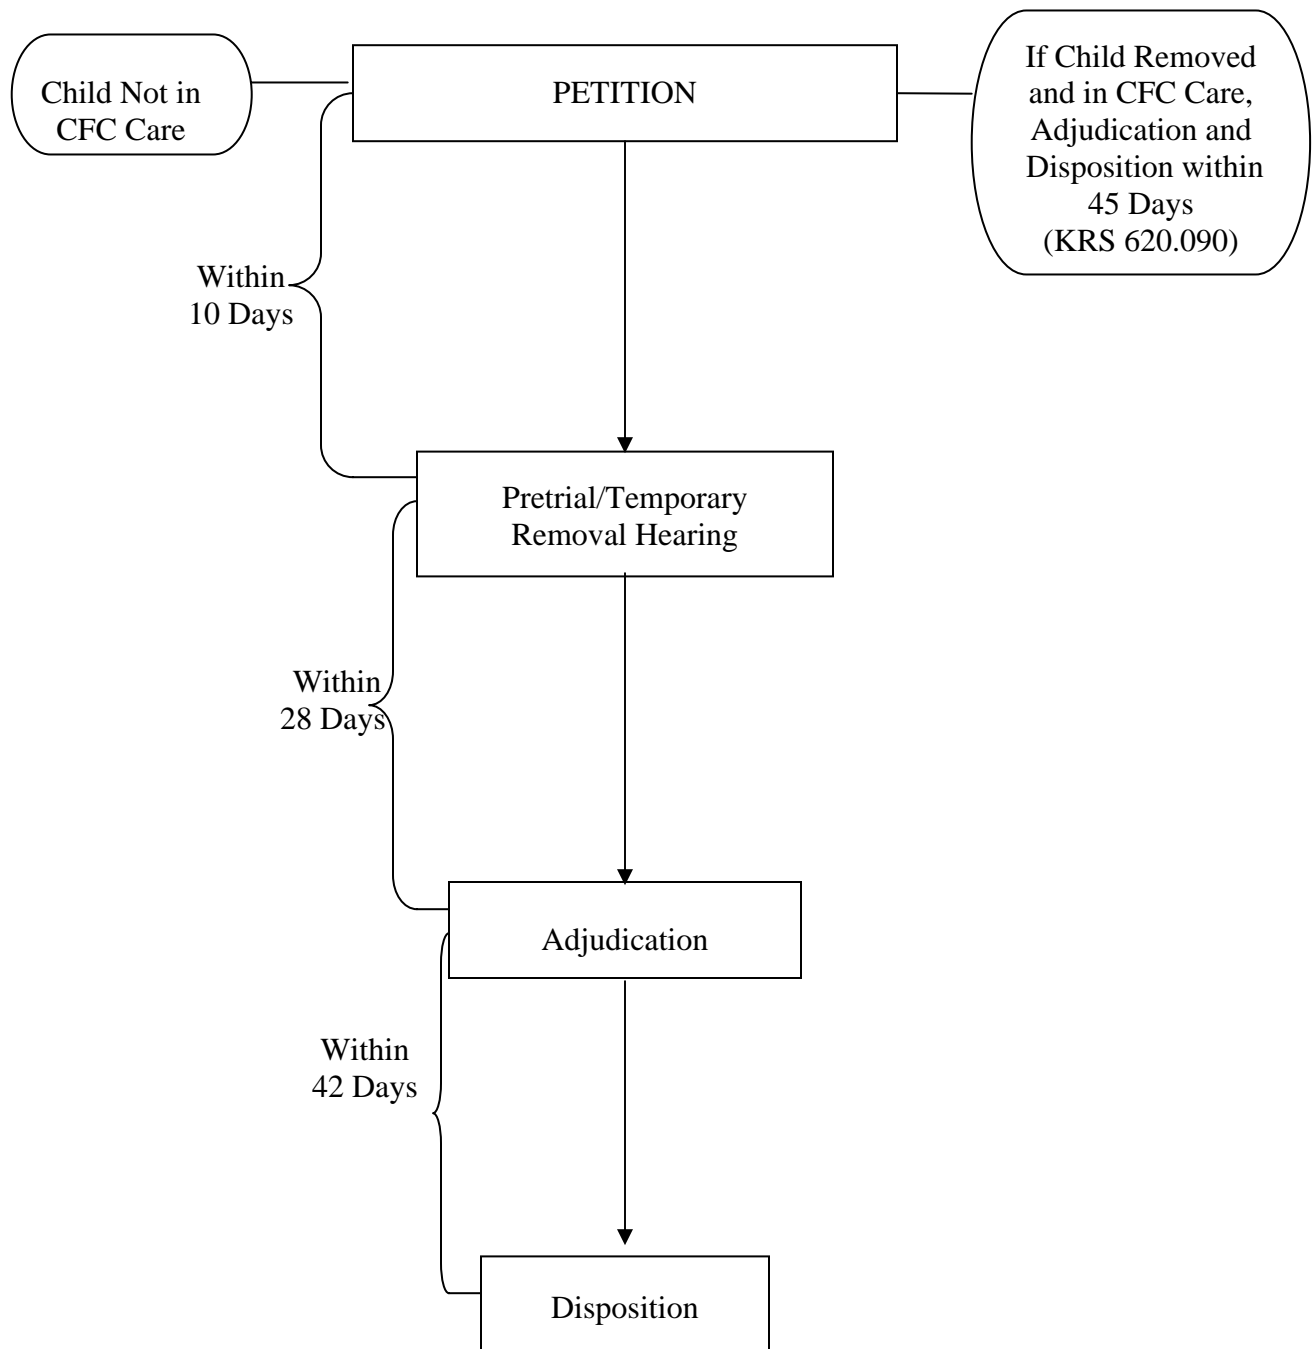 Child Not in
CFC Care
PETITION
If Child Removed
and in CFC Care,
Adjudication and
Disposition within
45 Days
(KRS 620.090)
Within
10 Days
Pretrial/Temporary
Removal Hearing
Within
28 Days
Adjudication
Within
42 Days
Disposition